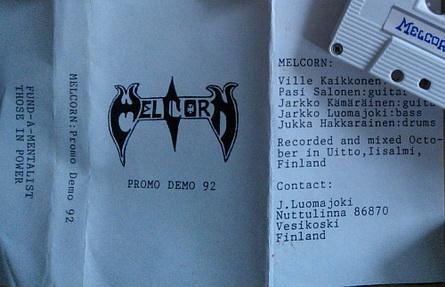 FUND-A-MENTALIST
THOSE IN POWER
MELCORN:Promo Demo 92
MELCORN
PROMO DEMO 92
MELCORN:
Ville Kaikkonen:
Pasi Salonen:guita
Jarkko Kämäräinen:guita
Jarkko Luomajoki:bass
Jukka Hakkarainen:drums
Recorded and mixed Octo-
ber in Uitto,Iisalmi,
Finland
Contact:
J.Luomajoki
Nuttulinna 86870
Vesikoski
Finland
MELCOR